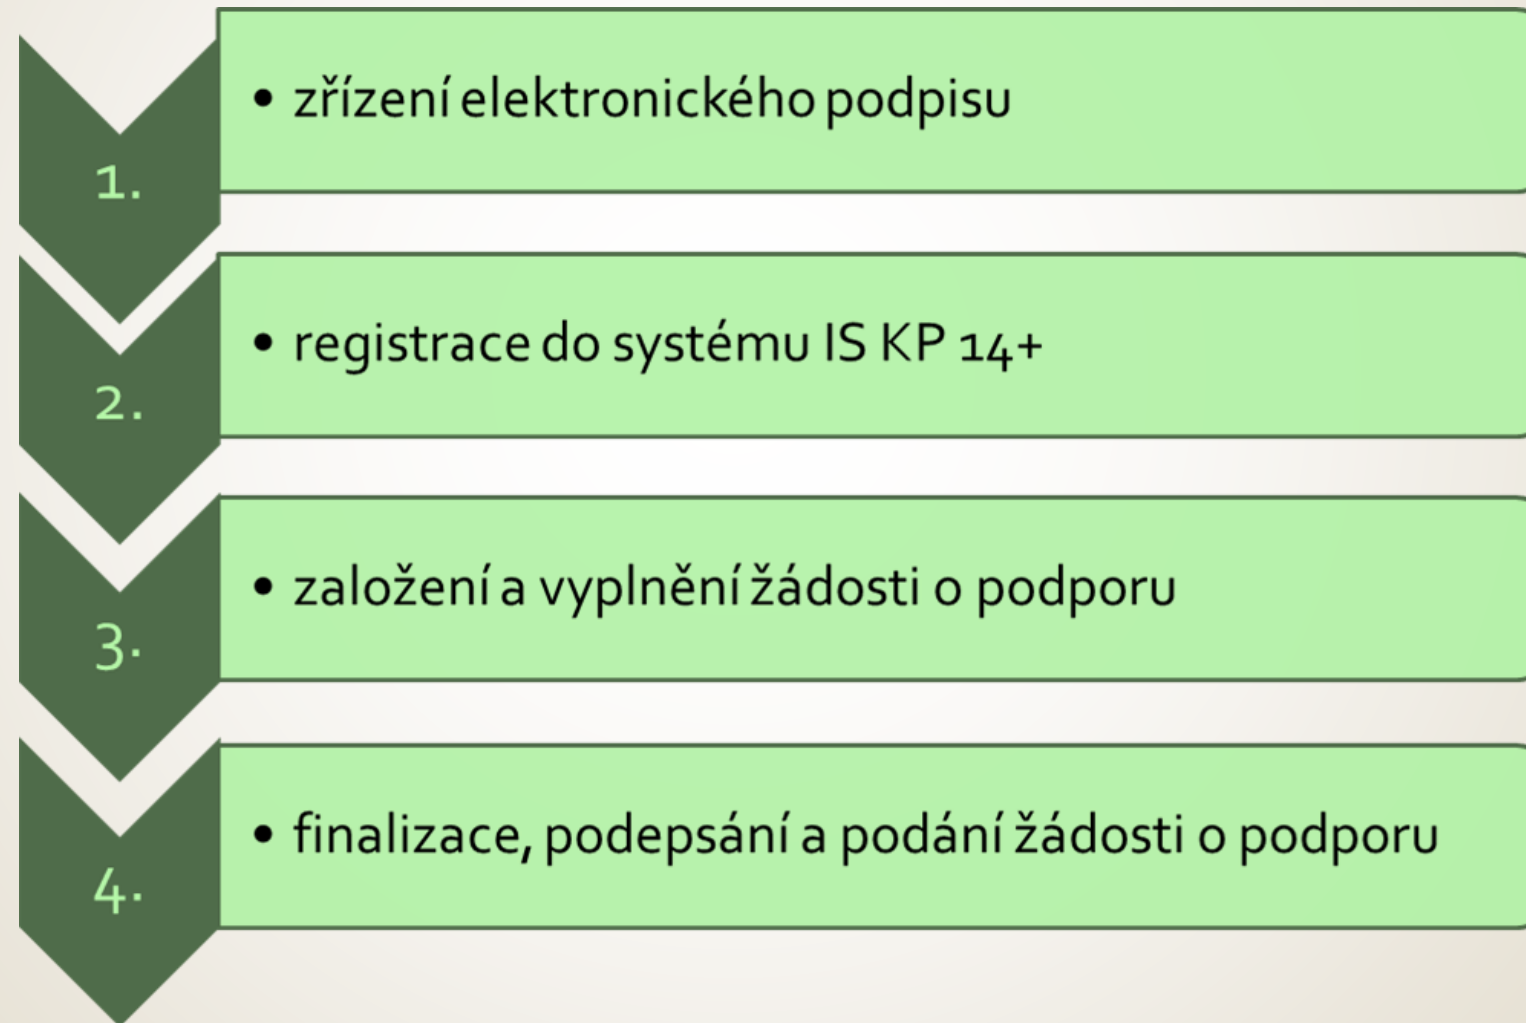 1.
• zřízení elektronického podpisu
2.
• registrace do systému IS KP 14+
3.
• založení a vyplnění žádosti o podporu
4.
• finalizace, podepsání a podání žádosti o podporu